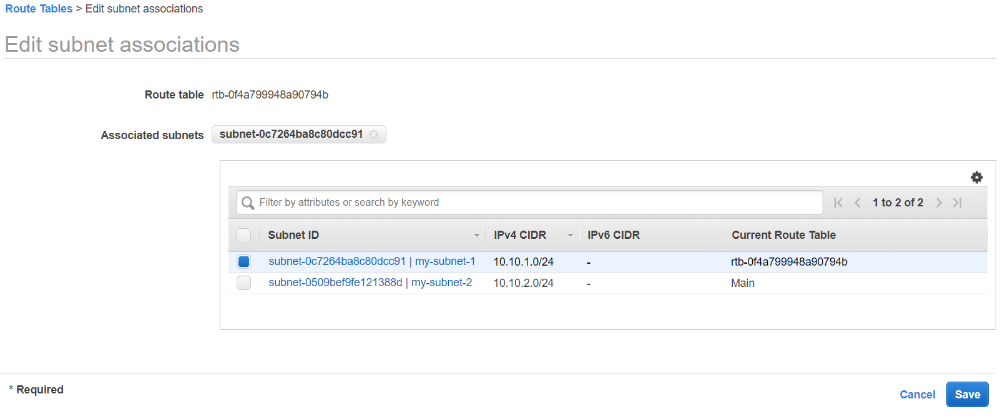 Route Tables > Edit subnet associations
Edit subnet associations
Route table rtb-0f4a799948a90794b
Associated subnets subnet-0c7264ba8c80dcc91
Filter by attributes or search by keyword 1 to 2 of 2
Subnet ID IPv4 CIDR IPv6 CIDR Current Route Table
subnet-0c7264ba8c80dcc91 | my-subnet-1 10.10.1.0/24 - rtb-0f4a799948a90794b
subnet-0509bef9fe121388d | my-subnet-2 10.10.2.0/24 - Main
* Required
Cancel Save